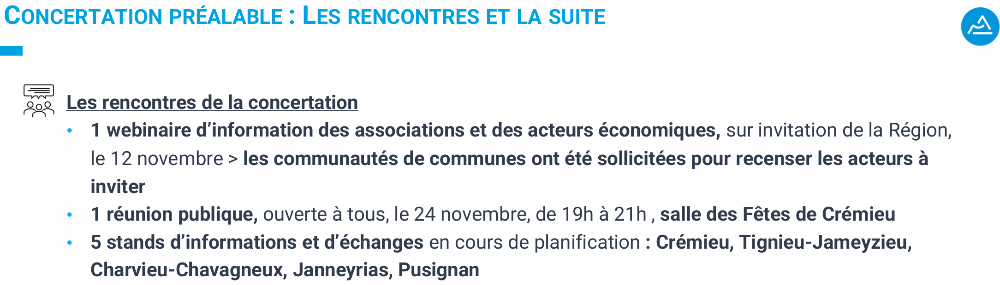 CONCERTATION PRÉALABLE : LES RENCONTRES ET LA SUITE
Les rencontres de la concertation
• 1 webinaire d’information des associations et des acteurs économiques, sur invitation de la Région,
le 12 novembre > les communautés de communes ont été sollicitées pour recenser les acteurs à
inviter
• 1 réunion publique, ouverte à tous, le 24 novembre, de 19h à 21h , salle des Fêtes de Crémieu
• 5 stands d’informations et d’échanges en cours de planification : Crémieu, Tignieu-Jameyzieu,
Charvieu-Chavagneux, Janneyrias, Pusignan